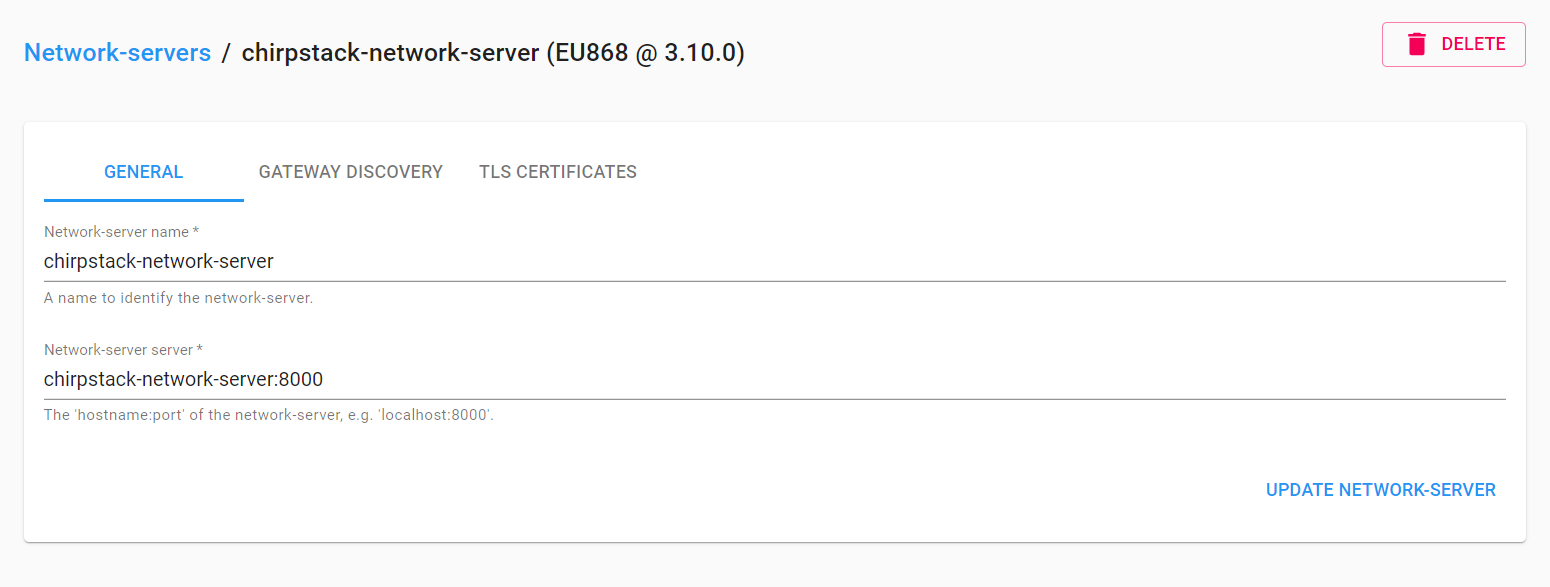 Network-servers / chirpstack-network-server (EU868 @ 3.10.0)
DELETE
GENERAL GATEWAY DISCOVERY TLS CERTIFICATES
Network-server name *
chirpstack-network-server
A name to identify the network-server.
Network-server server *
chirpstack-network-server:8000
The 'hostname:port' of the network-server, e.g. 'localhost:8000'.
UPDATE NETWORK-SERVER